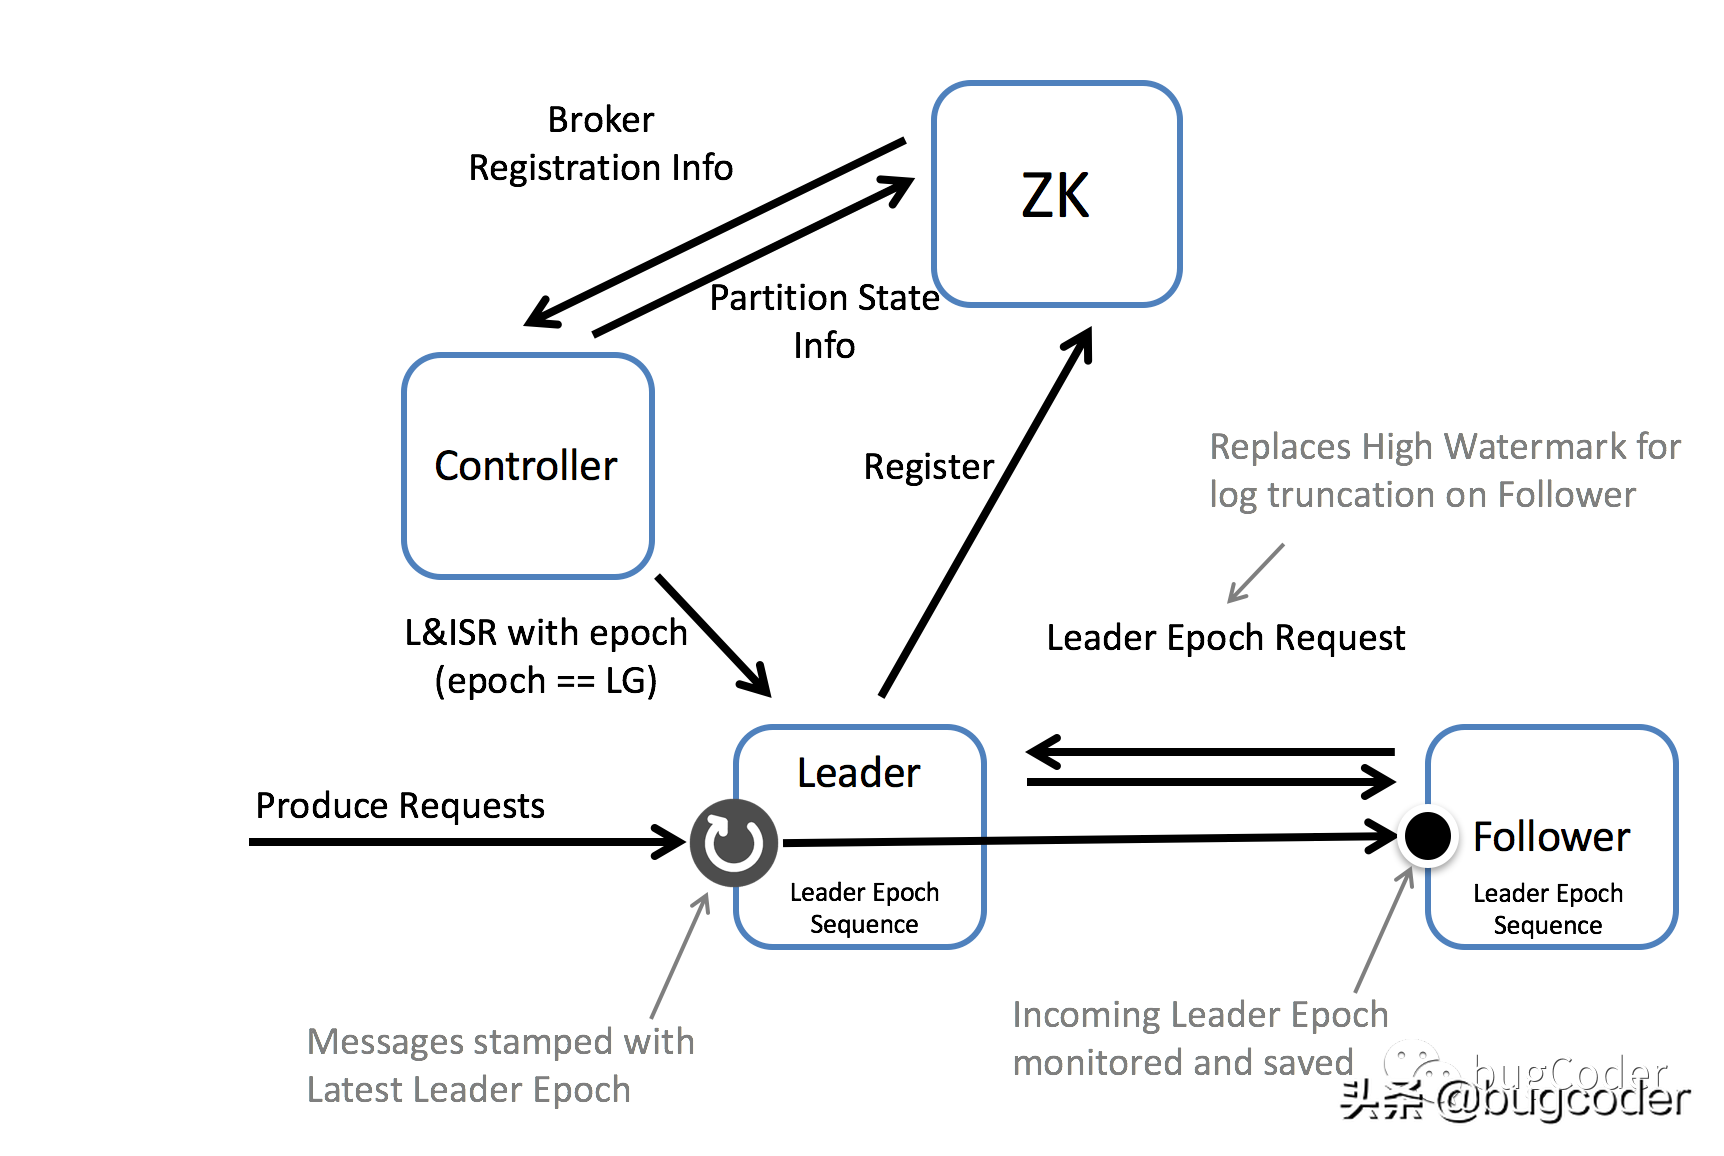 Broker
Registration Info
ZK
Partition State
Info
Controller
Register
Replaces High Watermark for
log truncation on Follower
L&ISR with epoch
(epoch == LG)
Leader Epoch Request
Produce Requests
Leader
Leader Epoch
Sequence
Follower
Leader Epoch
Sequence
Messages stamped with
Latest Leader Epoch
Incoming Leader Epoch
monitored and saved
bugCoder
头条 @bugcoder